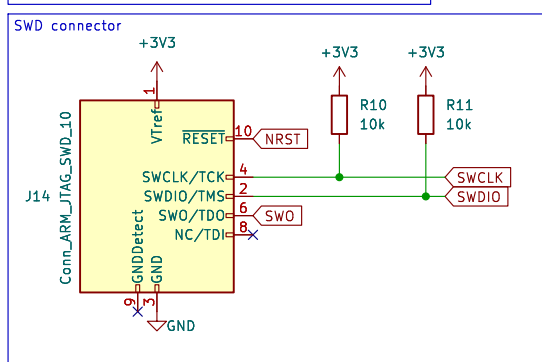 SWD connector
+3V3
+3V3
+3V3
1
VTref
R10
10k
R11
10k
RESET
10
NRST
SWCLK/TCK
4
SWCLK
J14
Conn_ARM_JTAG_SWD_10
SWDIO/TMS
2
SWDIO
SWO/TDO
6
SWO
NC/TDI
8
GNDDetect
GND
9
3
GND